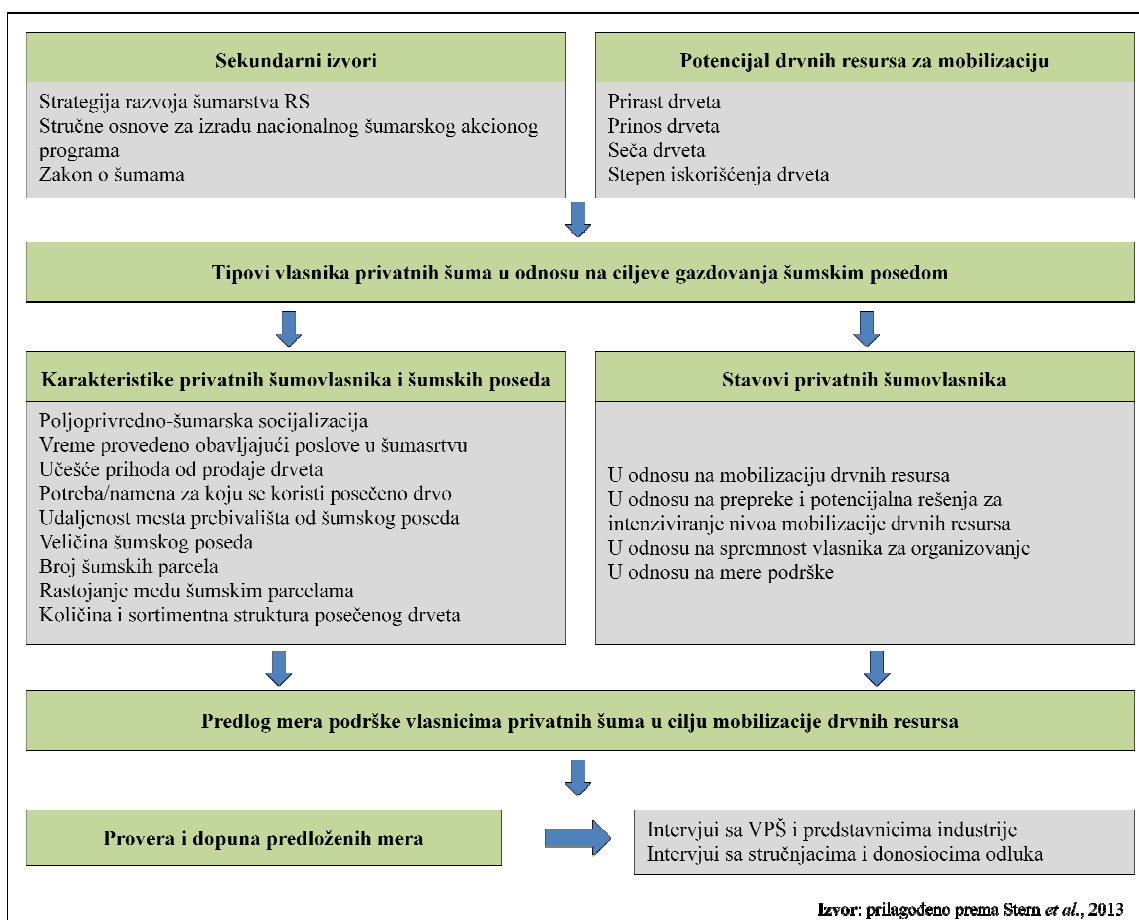 Sekundarni izvori
Strategija razvoja šumarstva RS
Stručne osnove za izradu nacionalnog šumarskog akcionog
programa
Zakon o šumama
Potencijal drvnih resursa za mobilizaciju
Prirast drveta
Prinos drveta
Seča drveta
Stepen iskorišćenja drveta
Tipovi vlasnika privatnih šuma u odnosu na ciljeve gazdovanja šumskim posedom
Karakteristike privatnih šumovlasnika i šumskih poseda
Poljoprivredno-šumarska socijalizacija
Vreme provedeno obavljajući poslove u šumasrtvu
Učešće prihoda od prodaje drveta
Potreba/namena za koju se koristi posečeno drvo
Udaljenost mesta prebivališta od šumskog poseda
Veličina šumskog poseda
Broj šumskih parcela
Rastojanje među šumskim parcelama
Količina i sortimentna struktura posečenog drveta
Stavovi privatnih šumovlasnika
U odnosu na mobilizaciju drvnih resursa
U odnosu na prepreke i potencijalna rešenja za
intenziviranje nivoa mobilizacije drvnih resursa
U odnosu na spremnost vlasnika za organizovanje
U odnosu na mere podrške
Predlog mera podrške vlasnicima privatnih šuma u cilju mobilizacije drvnih resursa
Provera i dopuna predloženih mera
Intervjui sa VPŠ i predstavnicima industrije
Intervjui sa stručnjacima i donosiocima odluka
Izvor: prilagođeno prema Stern et al., 2013